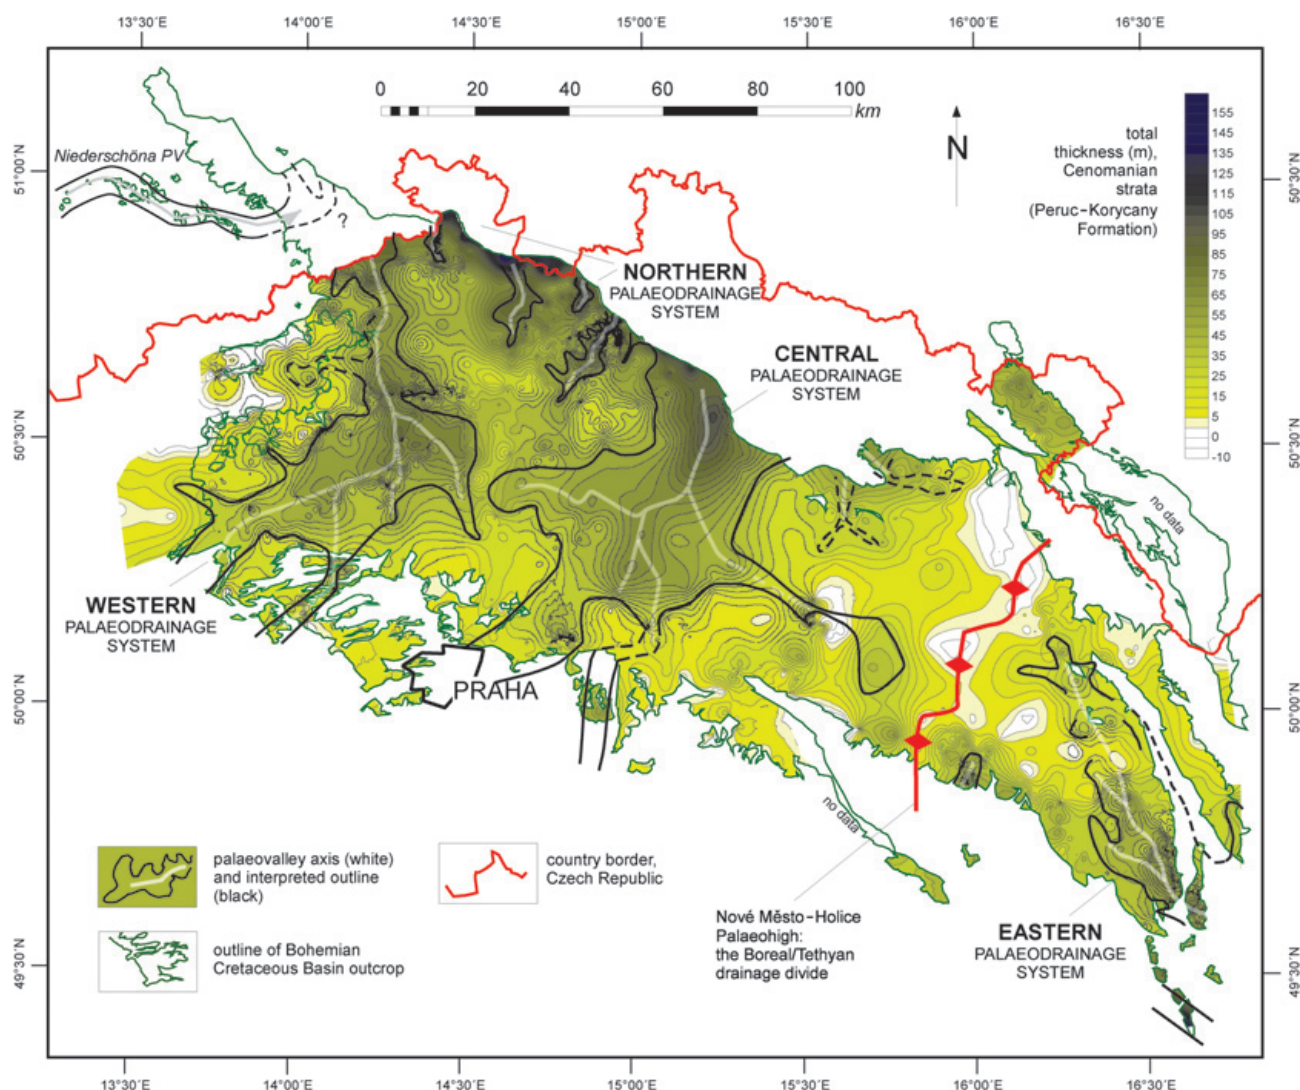 13°30'E 14°00'E 14°30'E 15°00'E 15°30'E 16°00'E 16°30'E
0 20 40 60 80 100
km
N
total
thickness (m),
Cenomanian
strata
(Peruc-Korycany
Formation)
155
145
135
125
115
105
95
85
75
65
55
45
35
25
15
5
0
-10
Niederschöna PV
?
51°00'N
50°30'N
50°00'N
49°30'N
50°30'N
50°30'N
50°00'N
49°30'N
NORTHERN
PALAEODRAINAGE
SYSTEM
CENTRAL
PALAEODRAINAGE
SYSTEM
WESTERN
PALAEODRAINAGE
SYSTEM
PRAHA
no data
no data
palaeovalley axis (white)
and interpreted outline
(black)
country border,
Czech Republic
outline of Bohemian
Cretaceous Basin outcrop
Nové Město-Holice
Palaeohigh:
the Boreal/Tethyan
drainage divide
EASTERN
PALAEODRAINAGE
SYSTEM
13°30'E 14°00'E 14°30'E 15°00'E 15°30'E 16°00'E 16°30'E